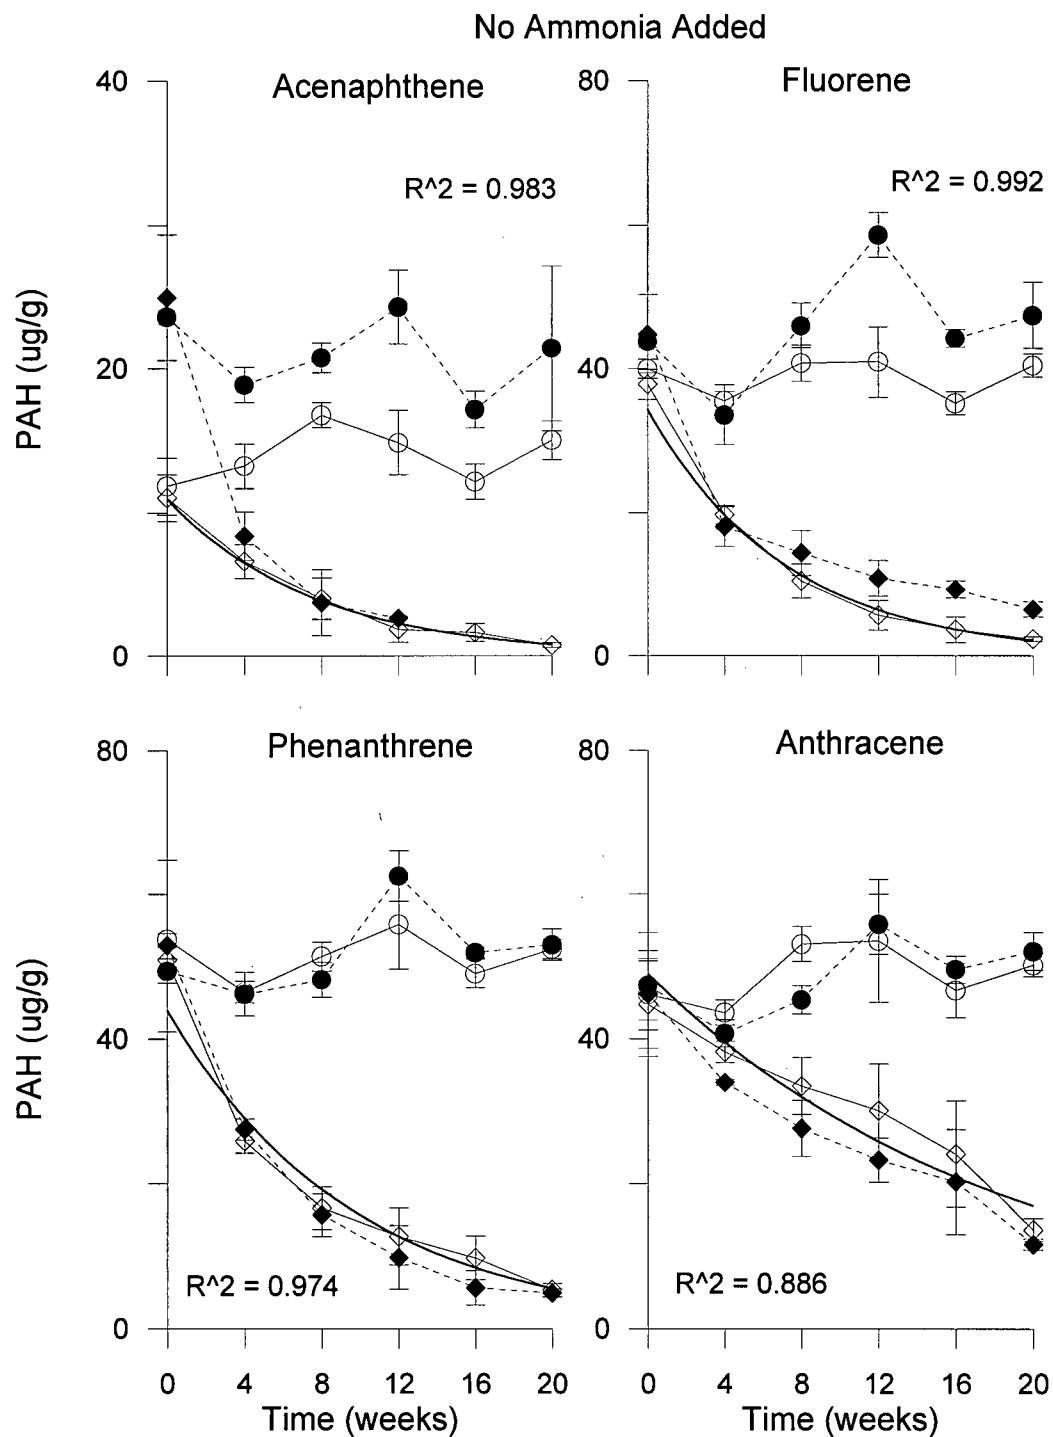 No Ammonia Added
Acenaphthene
R^2 = 0.983
40
20
0
PAH (ug/g)
Fluorene
R^2 = 0.992
80
40
0
Phenanthrene
R^2 = 0.974
80
40
0
PAH (ug/g)
0 4 8 12 16 20
Time (weeks)
Anthracene
R^2 = 0.886
80
40
0
0 4 8 12 16 20
Time (weeks)